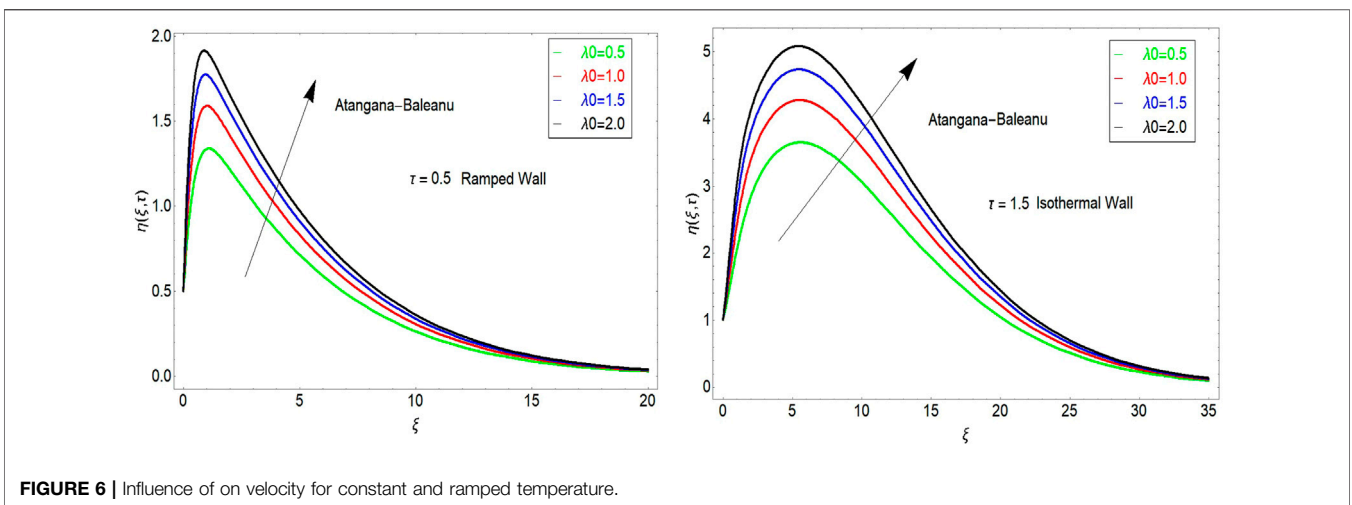 2.0
1.5
1.0
0.5
0.0
η(ξ,τ)
λ0=0.5
λ0=1.0
λ0=1.5
λ0=2.0
Atangana-Baleanu
τ = 0.5 Ramped Wall
0
5
10
15
20
ξ
5
4
3
2
1
0
η(ξ,τ)
λ0=0.5
λ0=1.0
λ0=1.5
λ0=2.0
Atangana-Baleanu
τ = 1.5 Isothermal Wall
0
5
10
15
20
25
30
35
ξ
FIGURE 6 | Influence of on velocity for constant and ramped temperature.